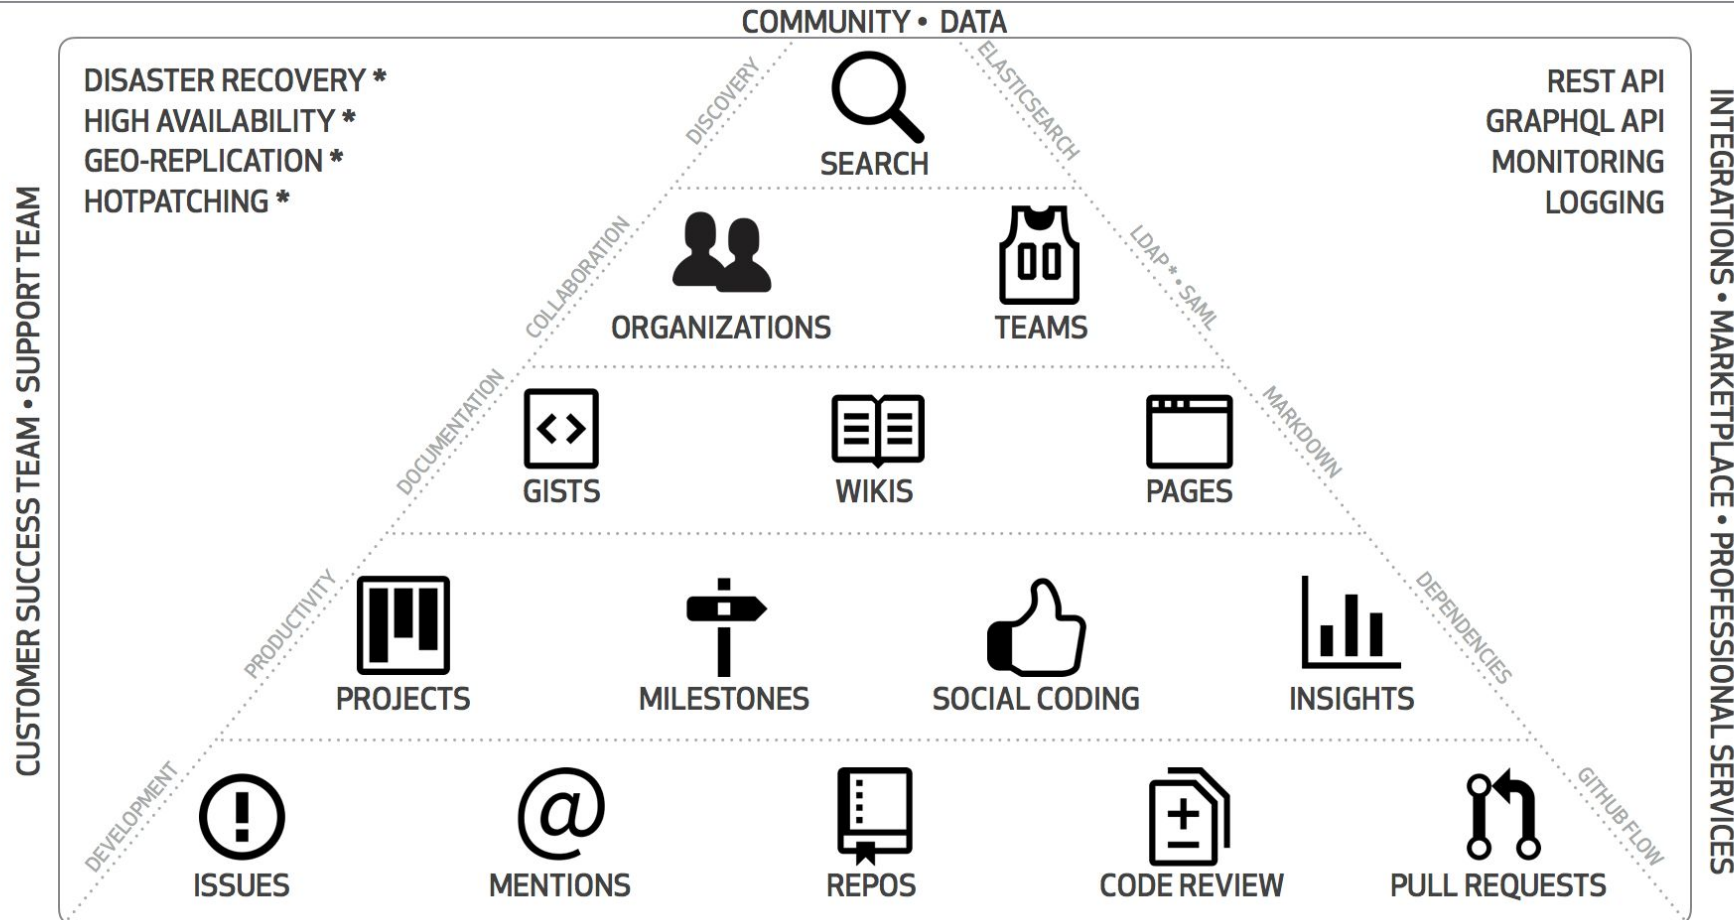 COMMUNITY • DATA
DISASTER RECOVERY *
HIGH AVAILABILITY *
GEO-REPLICATION *
HOTPATCHING *
REST API
GRAPHQL API
MONITORING
LOGGING
CUSTOMER SUCCESS TEAM • SUPPORT TEAM
INTEGRATIONS • MARKETPLACE • PROFESSIONAL SERVICES
DISCOVERY
ELASTICSEARCH
SEARCH
COLLABORATION
LDAP * • SAML
ORGANIZATIONS
TEAMS
DOCUMENTATION
MARKDOWN
GISTS
WIKIS
PAGES
PRODUCTIVITY
DEPENDENCIES
PROJECTS
MILESTONES
SOCIAL CODING
INSIGHTS
DEVELOPMENT
GITHUB FLOW
ISSUES
MENTIONS
REPOS
CODE REVIEW
PULL REQUESTS